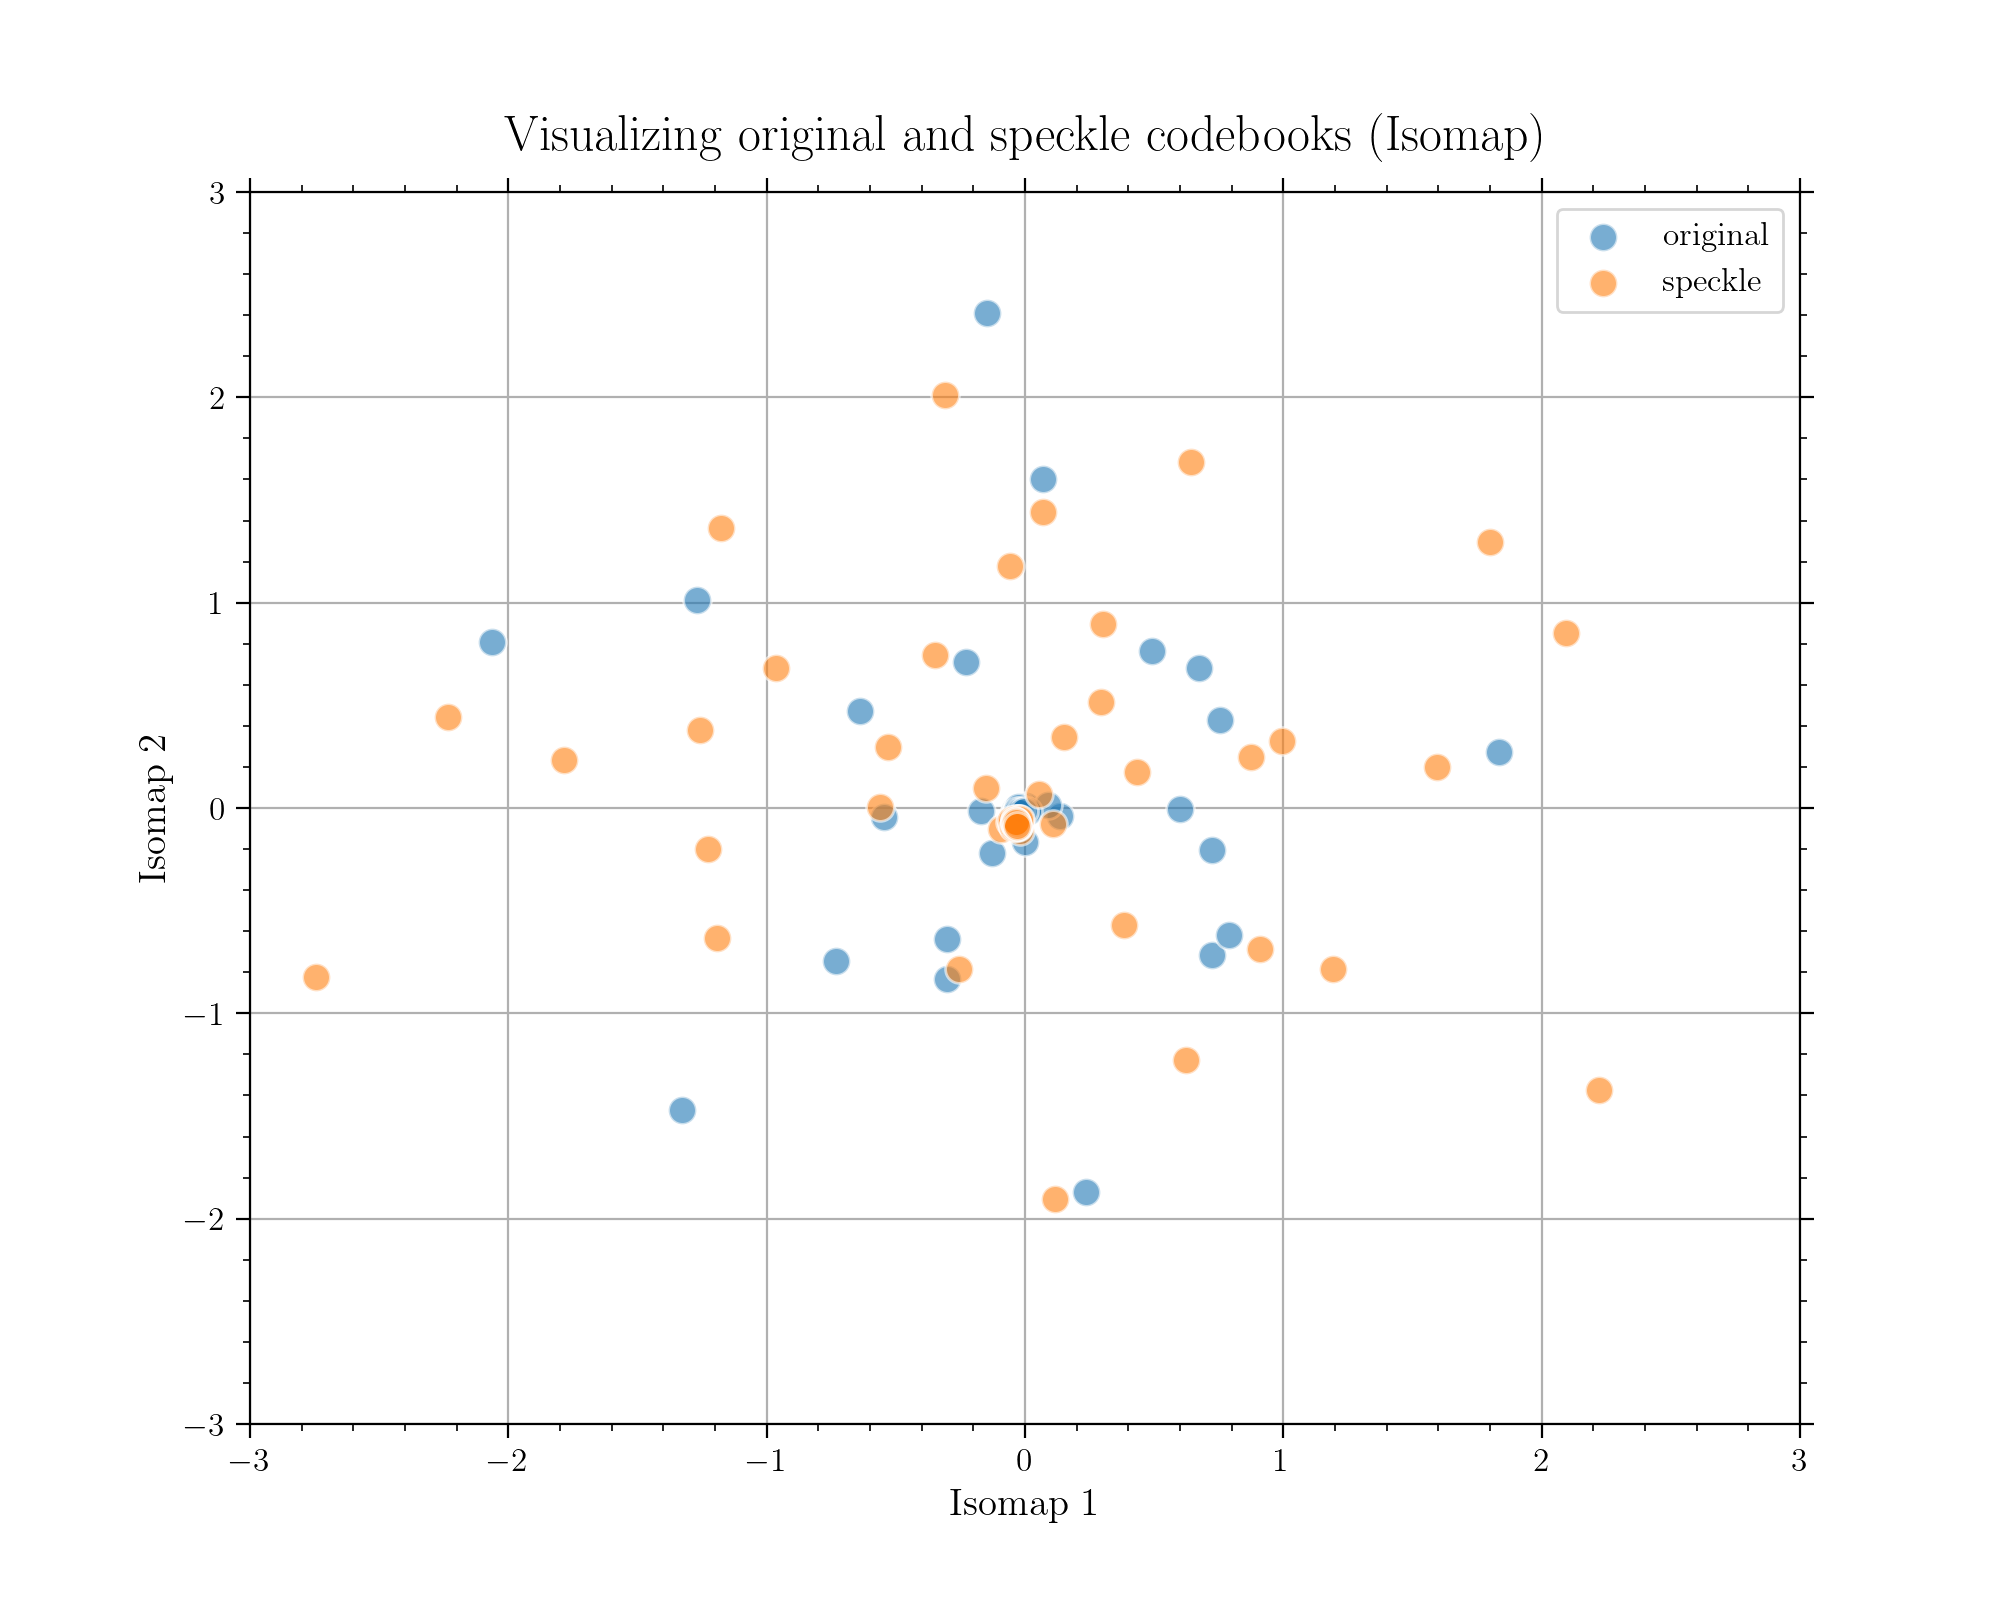 Visualizing original and speckle codebooks (Isomap)
original
speckle
3
2
1
0
−1
−2
−3
Isomap 2
−3
−2
−1
0
1
2
3
Isomap 1